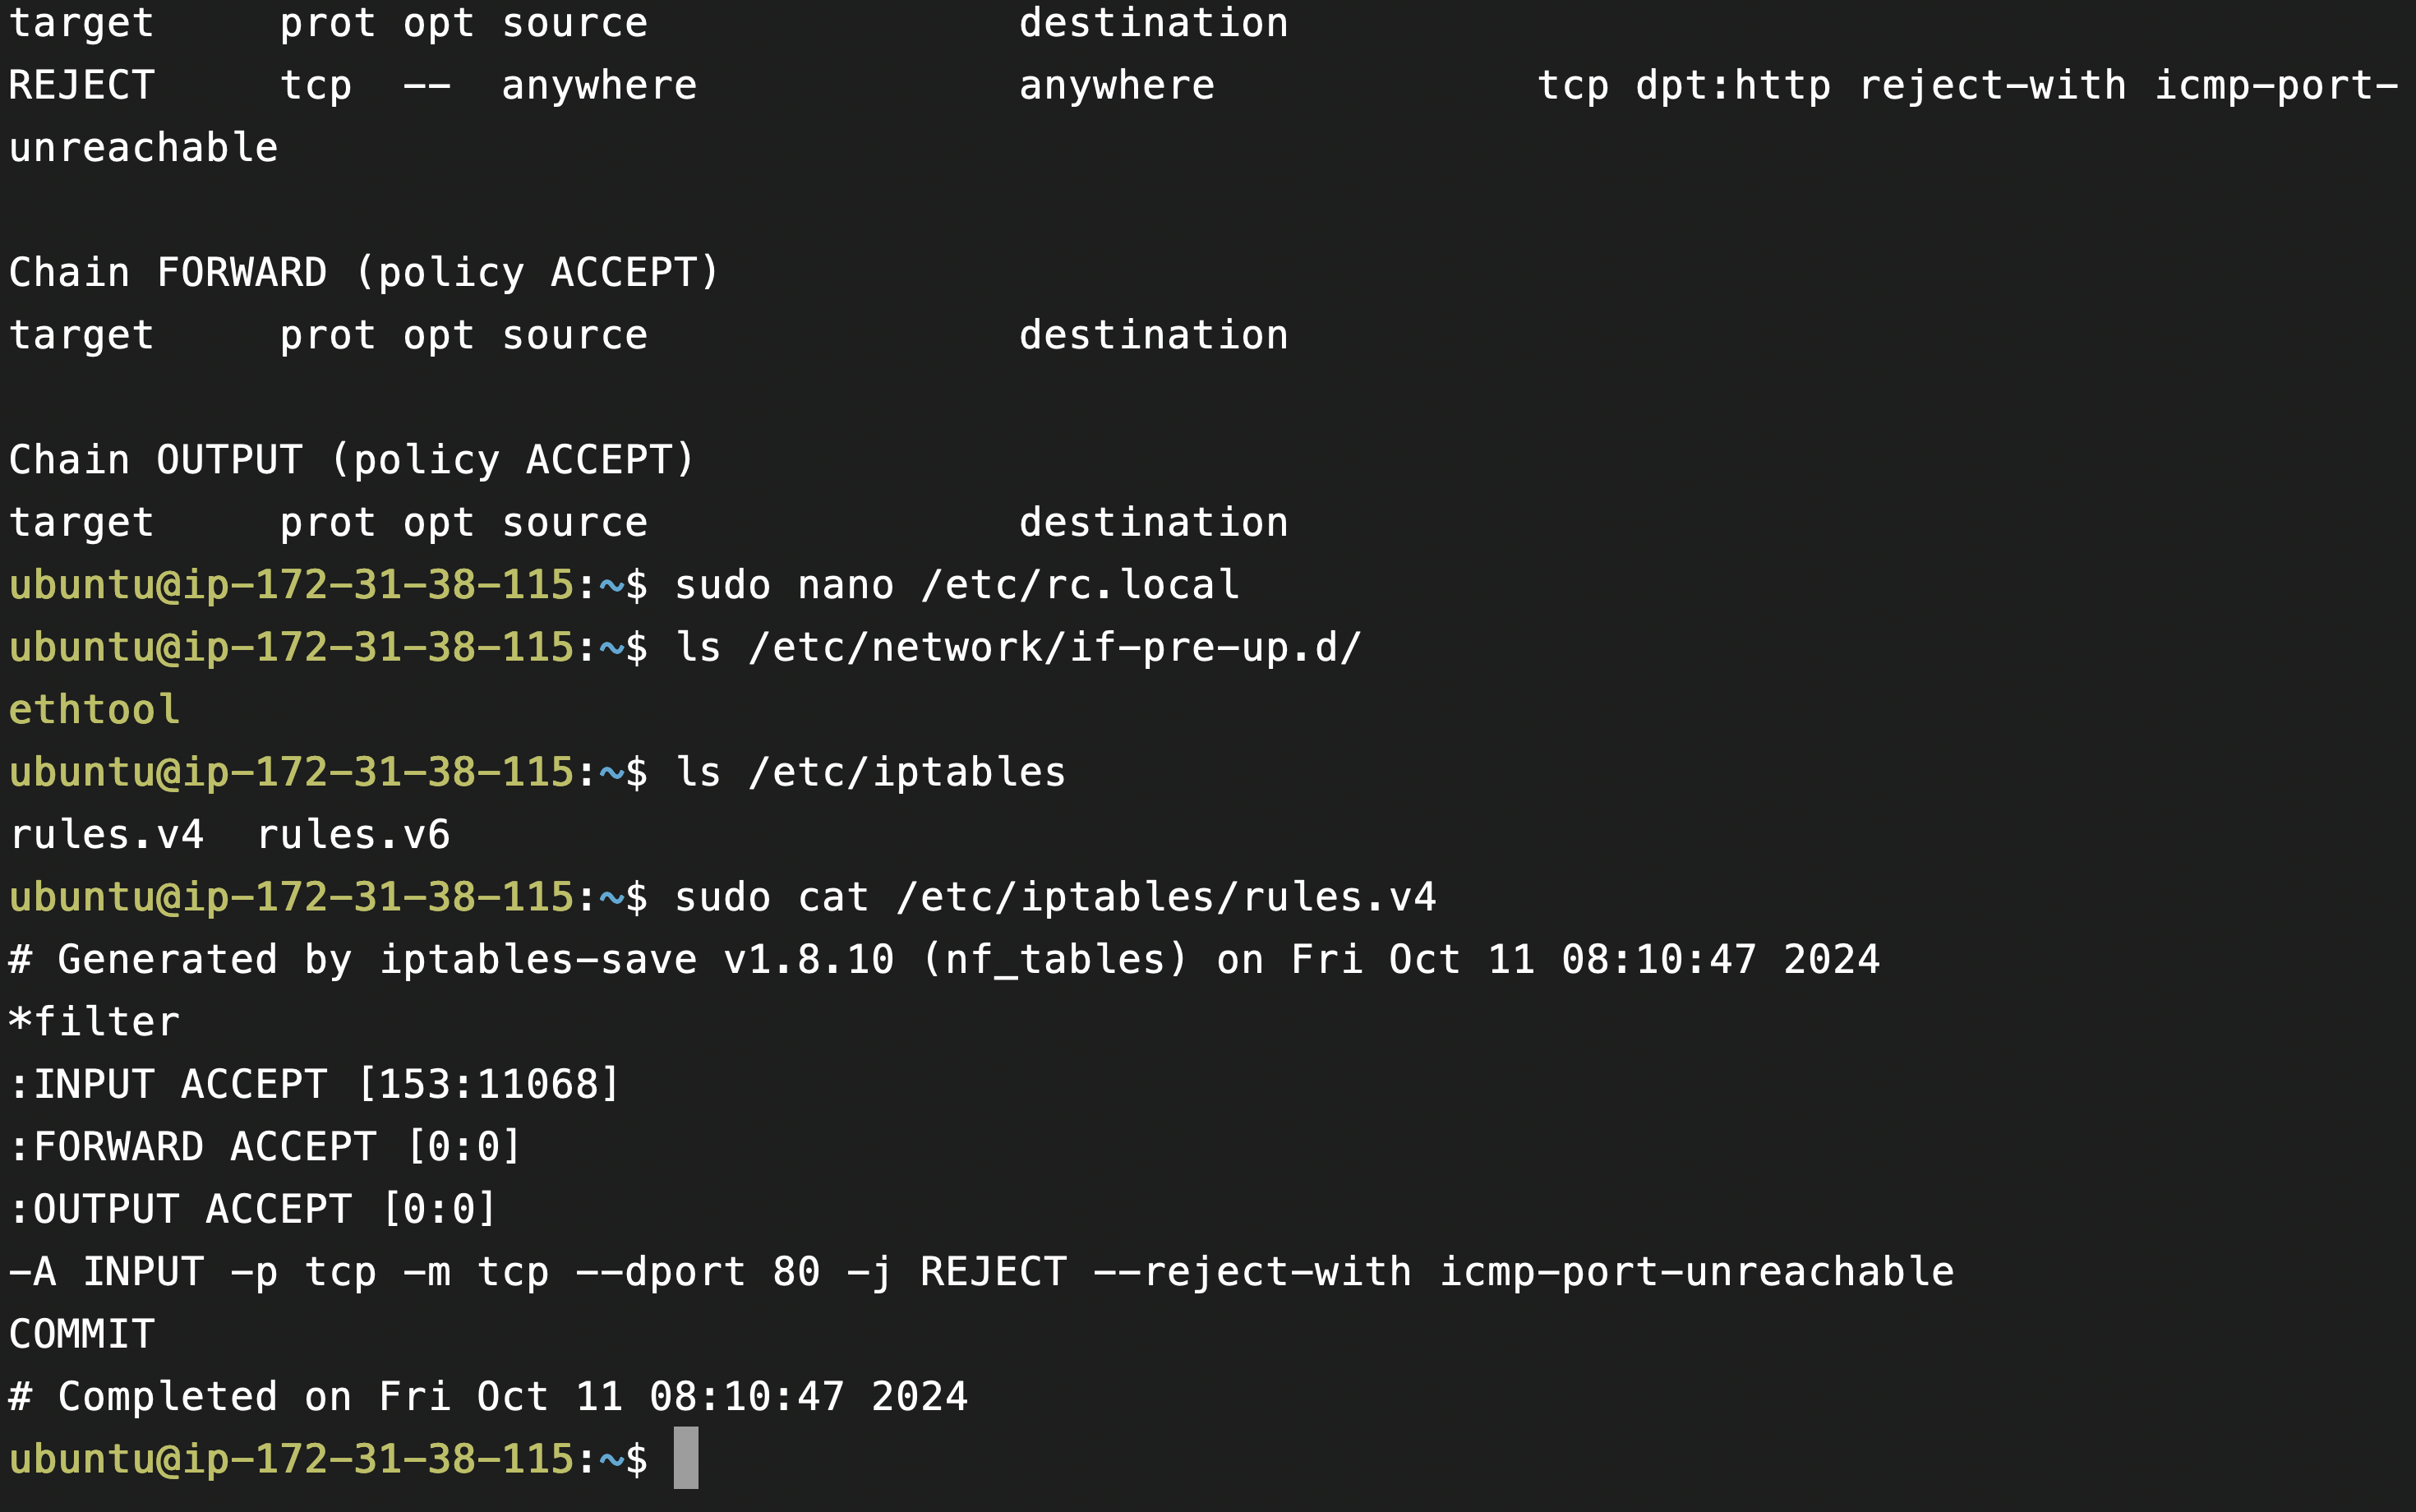 target     prot opt source               destination
REJECT     tcp  --  anywhere             anywhere             tcp dpt:http reject-with icmp-port-
unreachable
Chain FORWARD (policy ACCEPT)
target     prot opt source               destination
Chain OUTPUT (policy ACCEPT)
target     prot opt source               destination
ubuntu@ip-172-31-38-115:~$ sudo nano /etc/rc.local
ubuntu@ip-172-31-38-115:~$ ls /etc/network/if-pre-up.d/
ethtool
ubuntu@ip-172-31-38-115:~$ ls /etc/iptables
rules.v4  rules.v6
ubuntu@ip-172-31-38-115:~$ sudo cat /etc/iptables/rules.v4
# Generated by iptables-save v1.8.10 (nf_tables) on Fri Oct 11 08:10:47 2024
*filter
:INPUT ACCEPT [153:11068]
:FORWARD ACCEPT [0:0]
:OUTPUT ACCEPT [0:0]
-A INPUT -p tcp -m tcp --dport 80 -j REJECT --reject-with icmp-port-unreachable
COMMIT
# Completed on Fri Oct 11 08:10:47 2024
ubuntu@ip-172-31-38-115:~$